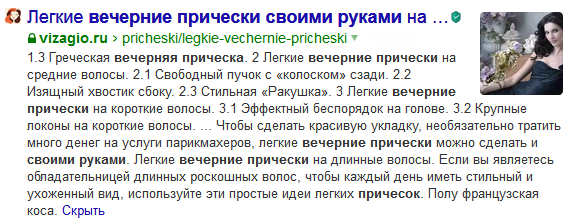 Легкие вечерние прически своими руками на ...
vizagio.ru › pricheski/legkie-vechernie-pricheski
1.3 Греческая вечерняя прическа. 2 Легкие вечерние прически на
средние волосы. 2.1 Свободный пучок с «колоском» сзади. 2.2
Изящный хвостик сбоку. 2.3 Стильная «Ракушка». 3 Легкие вечерние
прически на короткие волосы. 3.1 Эффектный беспорядок на голове. 3.2 Крупные
локоны на короткие волосы. ... Чтобы сделать красивую укладку, необязательно тратить
много денег на услуги парикмахеров, легкие вечерние прически можно сделать и
своими руками. Легкие вечерние прически на длинные волосы. Если вы являетесь
обладательницей длинных роскошных волос, чтобы каждый день иметь стильный и
ухоженный вид, используйте эти простые идеи легких причесок. Полу французская
коса. Скрыть